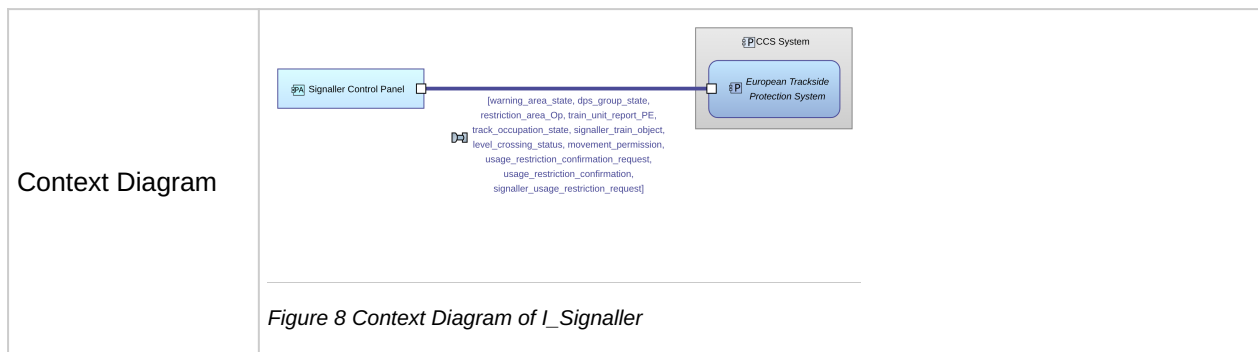 Context Diagram
CCS System
PA Signaller Control Panel
P European Trackside
Protection System
[warning_area_state, dps_group_state,
restriction_area_Op, train_unit_report_PE,
track_occupation_state, signaller_train_object,
level_crossing_status, movement_permission,
usage_restriction_confirmation_request,
usage_restriction_confirmation,
signaller_usage_restriction_request]
Figure 8 Context Diagram of I_Signaller